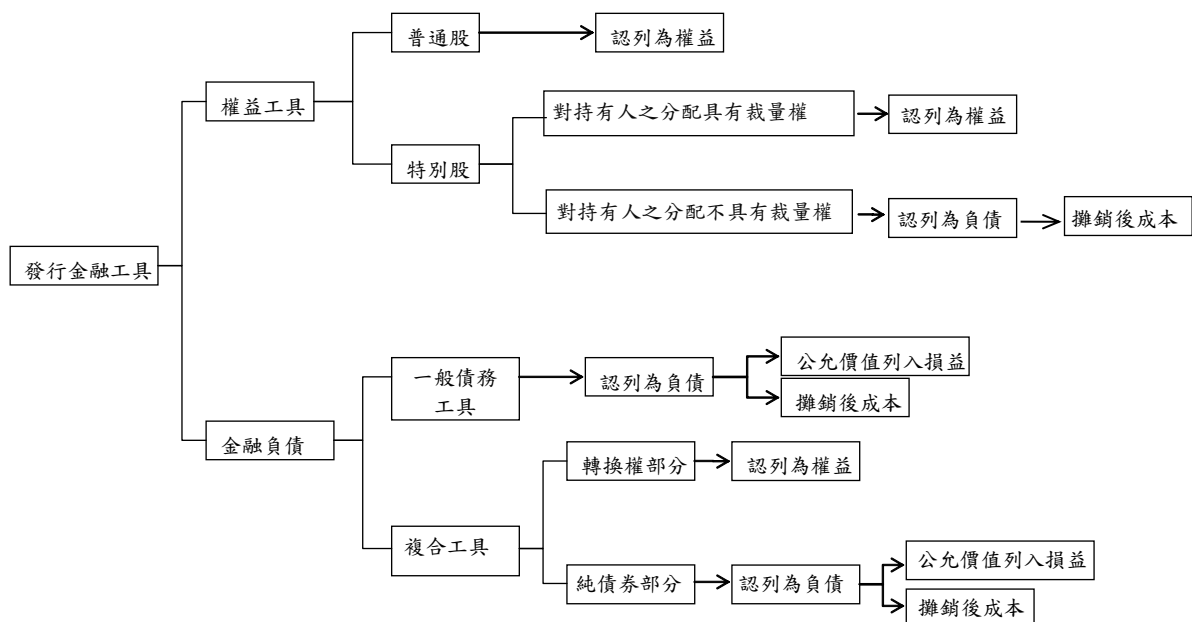 普通股
認列為權益
權益工具
對持有人之分配具有裁量權
認列為權益
特別股
對持有人之分配不具有裁量權
認列為負債
攤銷後成本
發行金融工具
一般債務
工具
認列為負債
公允價值列入損益
攤銷後成本
金融負債
轉換權部分
認列為權益
複合工具
純債券部分
認列為負債
公允價值列入損益
攤銷後成本